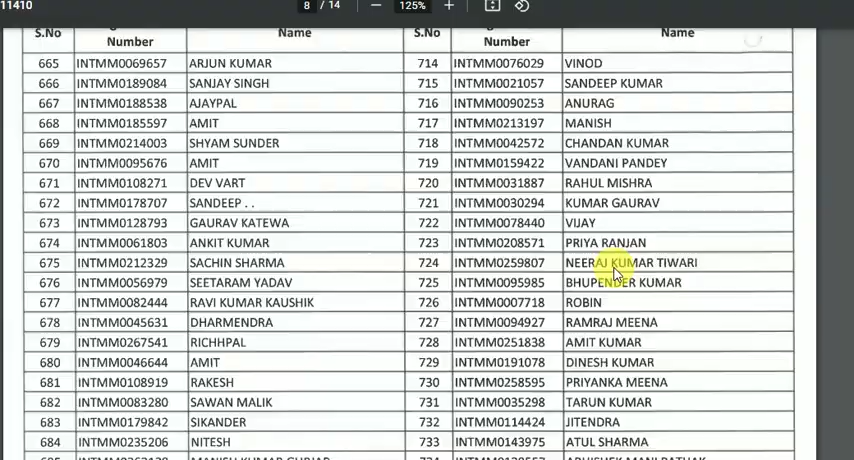 11410
8 / 14
125%
S.No Number Name S.No Number Name
665 INTMM0069657 ARJUN KUMAR 714 INTMM0076029 VINOD
666 INTMM0189084 SANJAY SINGH 715 INTMM0021057 SANDEEP KUMAR
667 INTMM0188538 AJAYPAL 716 INTMM0090253 ANURAG
668 INTMM0185597 AMIT 717 INTMM0213197 MANISH
669 INTMM0214003 SHYAM SUNDER 718 INTMM0042572 CHANDAN KUMAR
670 INTMM0095676 AMIT 719 INTMM0159422 VANDANI PANDEY
671 INTMM0108271 DEV VART 720 INTMM0031887 RAHUL MISHRA
672 INTMM0178707 SANDEEP . . 721 INTMM0030294 KUMAR GAURAV
673 INTMM0128793 GAURAV KATEWA 722 INTMM0078440 VIJAY
674 INTMM0061803 ANKIT KUMAR 723 INTMM0208571 PRIYA RANJAN
675 INTMM0212329 SACHIN SHARMA 724 INTMM0259807 NEERAJ KUMAR TIWARI
676 INTMM0056979 SEETARAM YADAV 725 INTMM0095985 BHUPENDER KUMAR
677 INTMM0082444 RAVI KUMAR KAUSHIK 726 INTMM0007718 ROBIN
678 INTMM0045631 DHARMENDRA 727 INTMM0094927 RAMRAJ MEENA
679 INTMM0267541 RICHHPAL 728 INTMM0251838 AMIT KUMAR
680 INTMM0046644 AMIT 729 INTMM0191078 DINESH KUMAR
681 INTMM0108919 RAKESH 730 INTMM0258595 PRIYANKA MEENA
682 INTMM0083280 SAWAN MALIK 731 INTMM0035298 TARUN KUMAR
683 INTMM0179842 SIKANDER 732 INTMM0114424 JITENDRA
684 INTMM0235206 NITESH 733 INTMM0143975 ATUL SHARMA